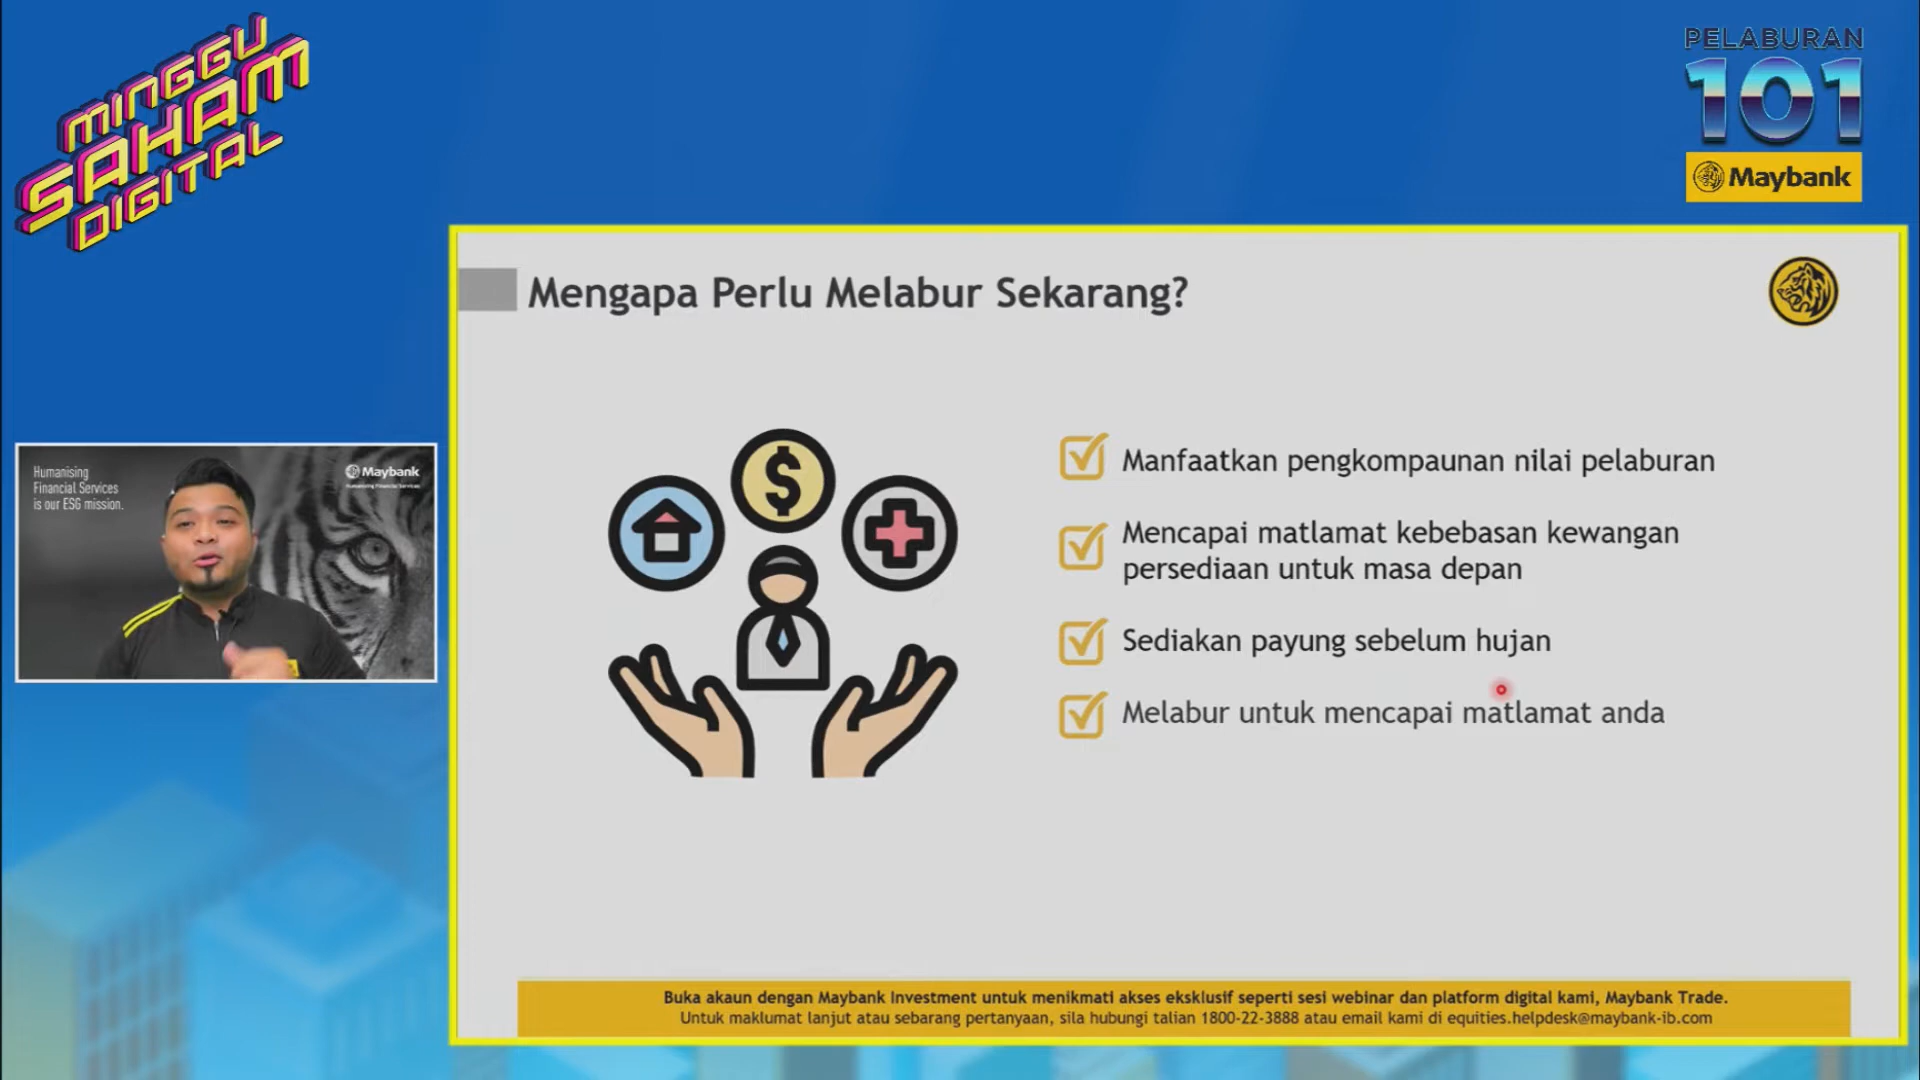 MINGGU
SAHAM
DIGITAL
PELABURAN
101
Maybank
Mengapa Perlu Melabur Sekarang?
Humanising
Financial Services
is our ESG mission.
Maybank
Humanising Financial Services
$
Manfaatkan pengkompaunan nilai pelaburan
Mencapai matlamat kebebasan kewangan
persediaan untuk masa depan
Sediakan payung sebelum hujan
Melabur untuk mencapai matlamat anda
Buka akaun dengan Maybank Investment untuk menikmati akses eksklusif seperti sesi webinar dan platform digital kami, Maybank Trade.
Untuk maklumat lanjut atau sebarang pertanyaan, sila hubungi talian 1800-22-3888 atau email kami di equities.helpdesk@maybank-ib.com